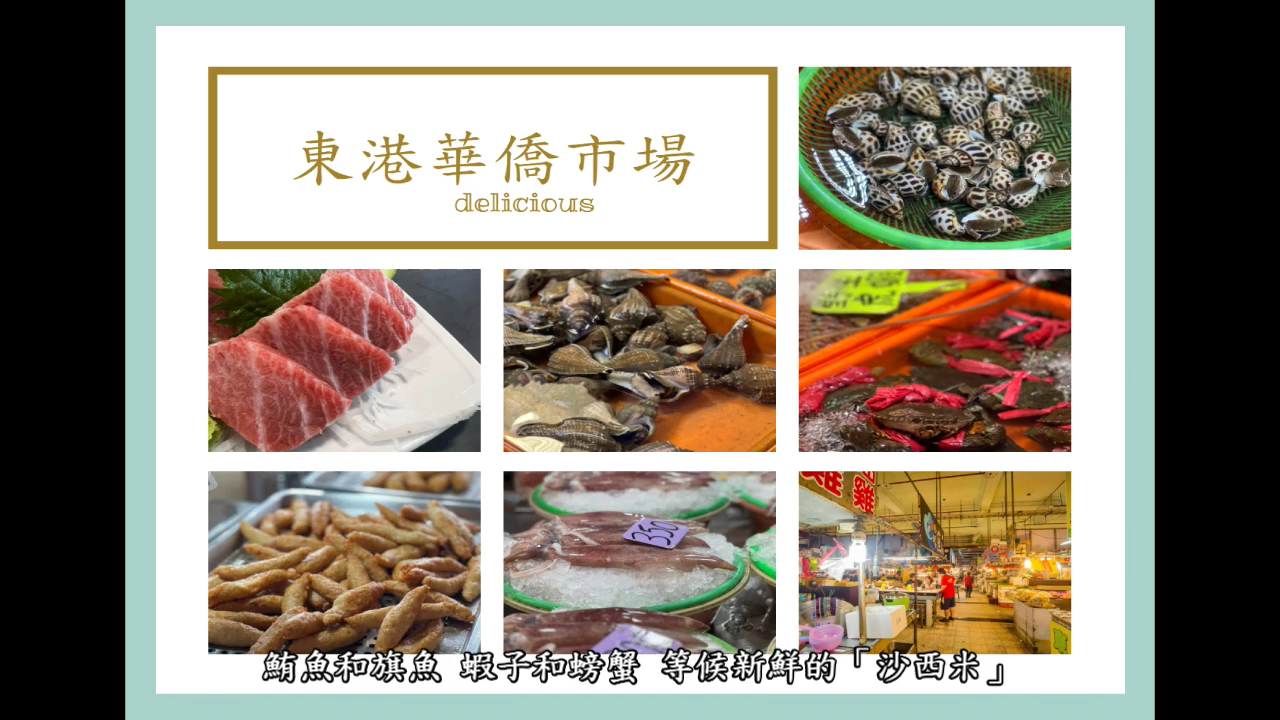 東港華僑市場
delicious
350
雞
鮪魚和旗魚 蝦子和螃蟹 等候新鮮的「沙西米」